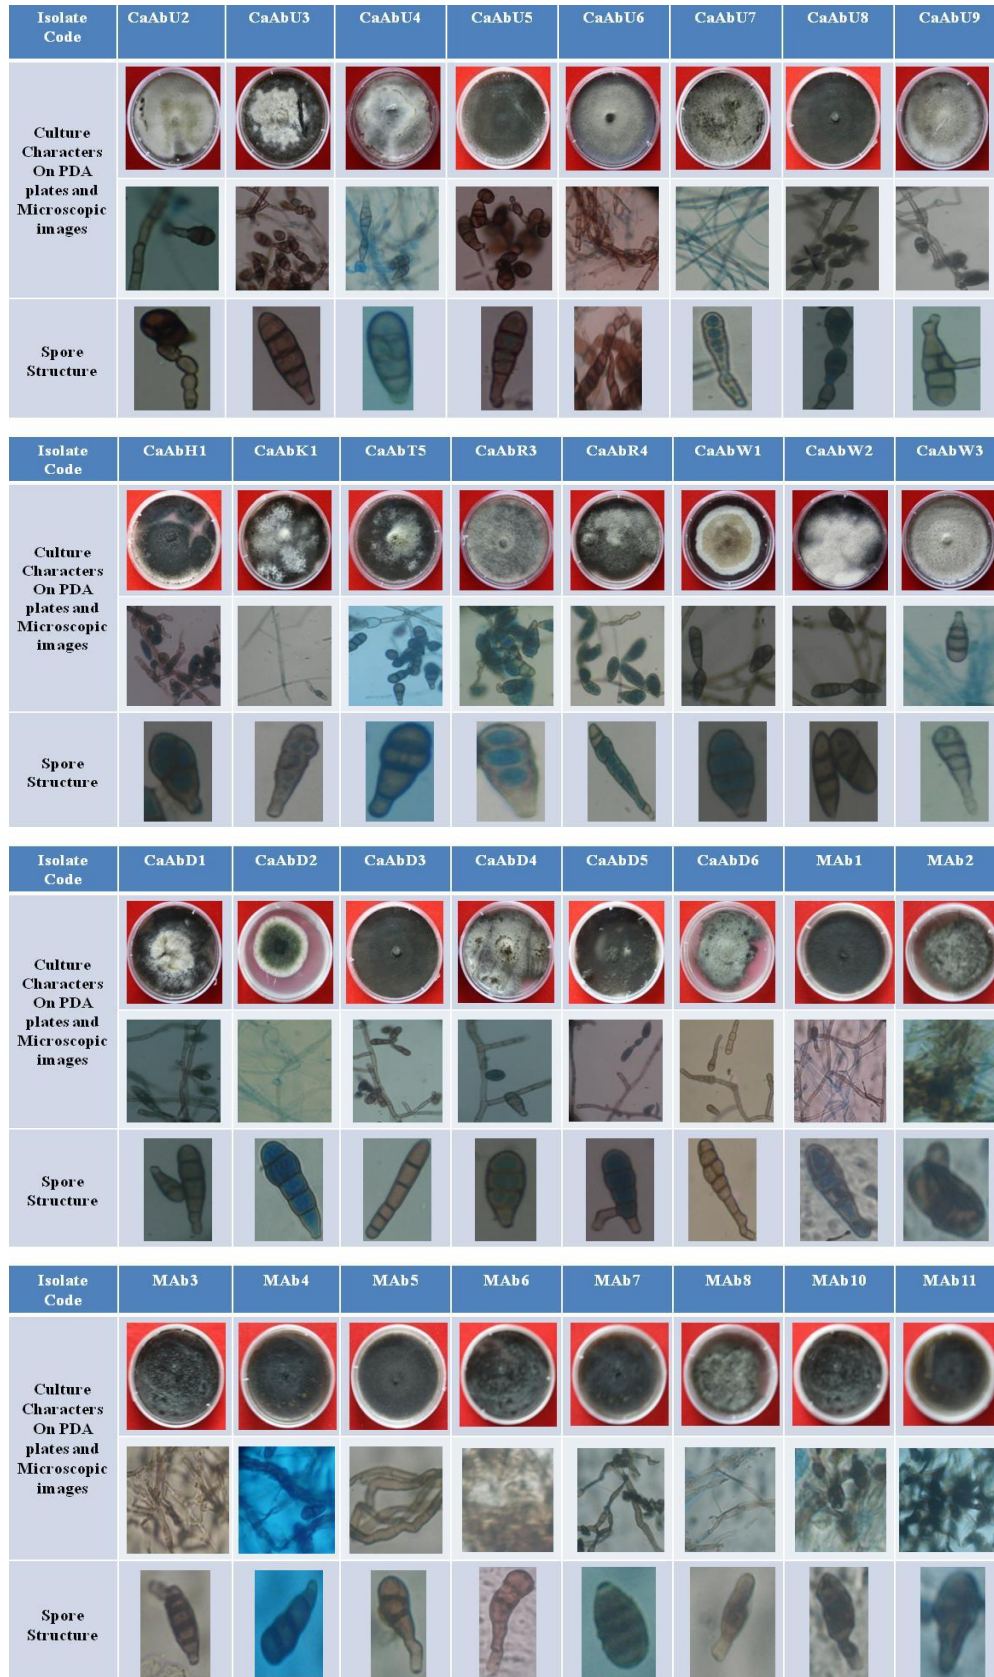 Isolate Code CaAbU2 CaAbU3 CaAbU4 CaAbU5 CaAbU6 CaAbU7 CaAbU8 CaAbU9
Culture
Characters
On PDA
plates and
Microscopic
images
Spore
Structure
Isolate Code CaAbH1 CaAbK1 CaAbT5 CaAbR3 CaAbR4 CaAbW1 CaAbW2 CaAbW3
Culture
Characters
On PDA
plates and
Microscopic
images
Spore
Structure
Isolate Code CaAbD1 CaAbD2 CaAbD3 CaAbD4 CaAbD5 CaAbD6 MAb1 MAb2
Culture
Characters
On PDA
plates and
Microscopic
images
Spore
Structure
Isolate Code MAb3 MAb4 MAb5 MAb6 MAb7 MAb8 MAb10 MAb11
Culture
Characters
On PDA
plates and
Microscopic
images
Spore
Structure